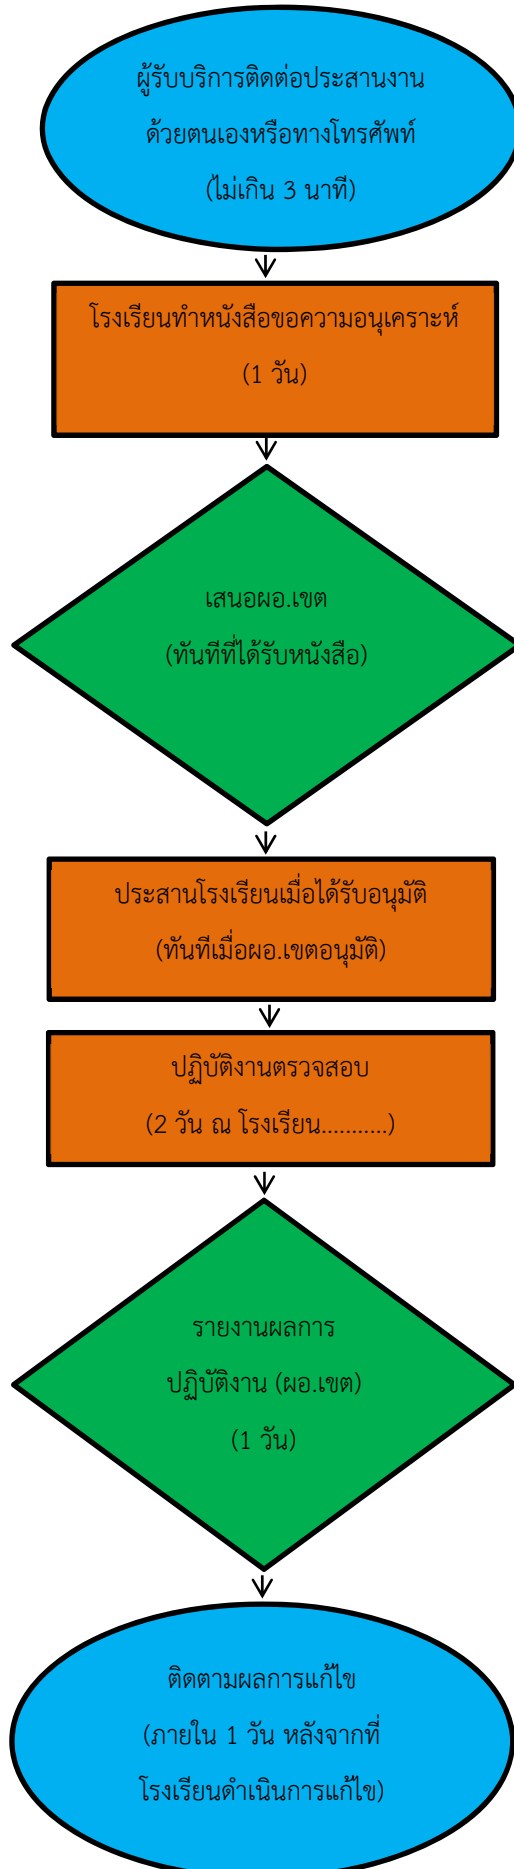 ผู้รับบริการติดต่อประสานงาน
ด้วยตนเองหรือทางโทรศัพท์
(ไม่เกิน 3 นาที)
โรงเรียนทำหนังสือขอความอนุเคราะห์
(1 วัน)
เสนอผอ.เขต
(ทันทีที่ได้รับหนังสือ)
ประสานโรงเรียนเมื่อได้รับอนุมัติ
(ทันทีเมื่อผอ.เขตอนุมัติ)
ปฏิบัติงานตรวจสอบ
(2 วัน ณ โรงเรียน...........)
รายงานผลการ
ปฏิบัติงาน (ผอ.เขต)
(1 วัน)
ติดตามผลการแก้ไข
(ภายใน 1 วัน หลังจากที่
โรงเรียนดำเนินการแก้ไข)